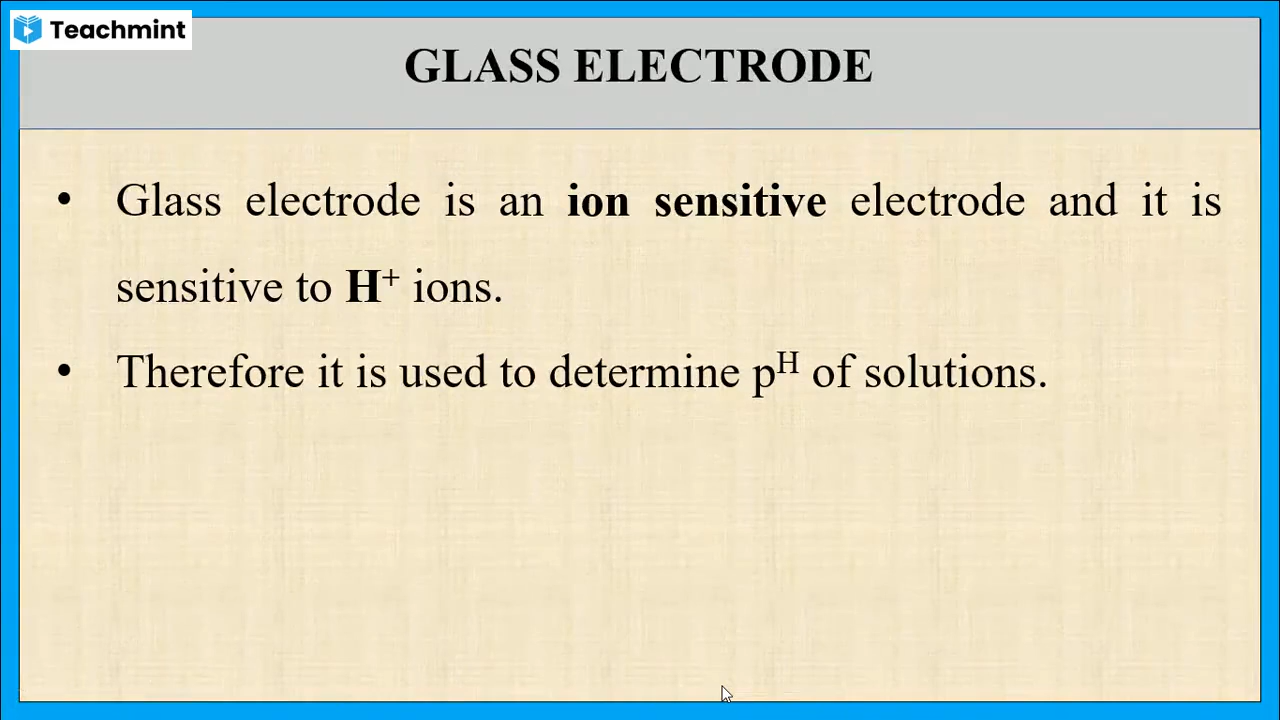 Teachmint
GLASS ELECTRODE
• Glass electrode is an ion sensitive electrode and it is
sensitive to H⁺ ions.
• Therefore it is used to determine pᴴ of solutions.